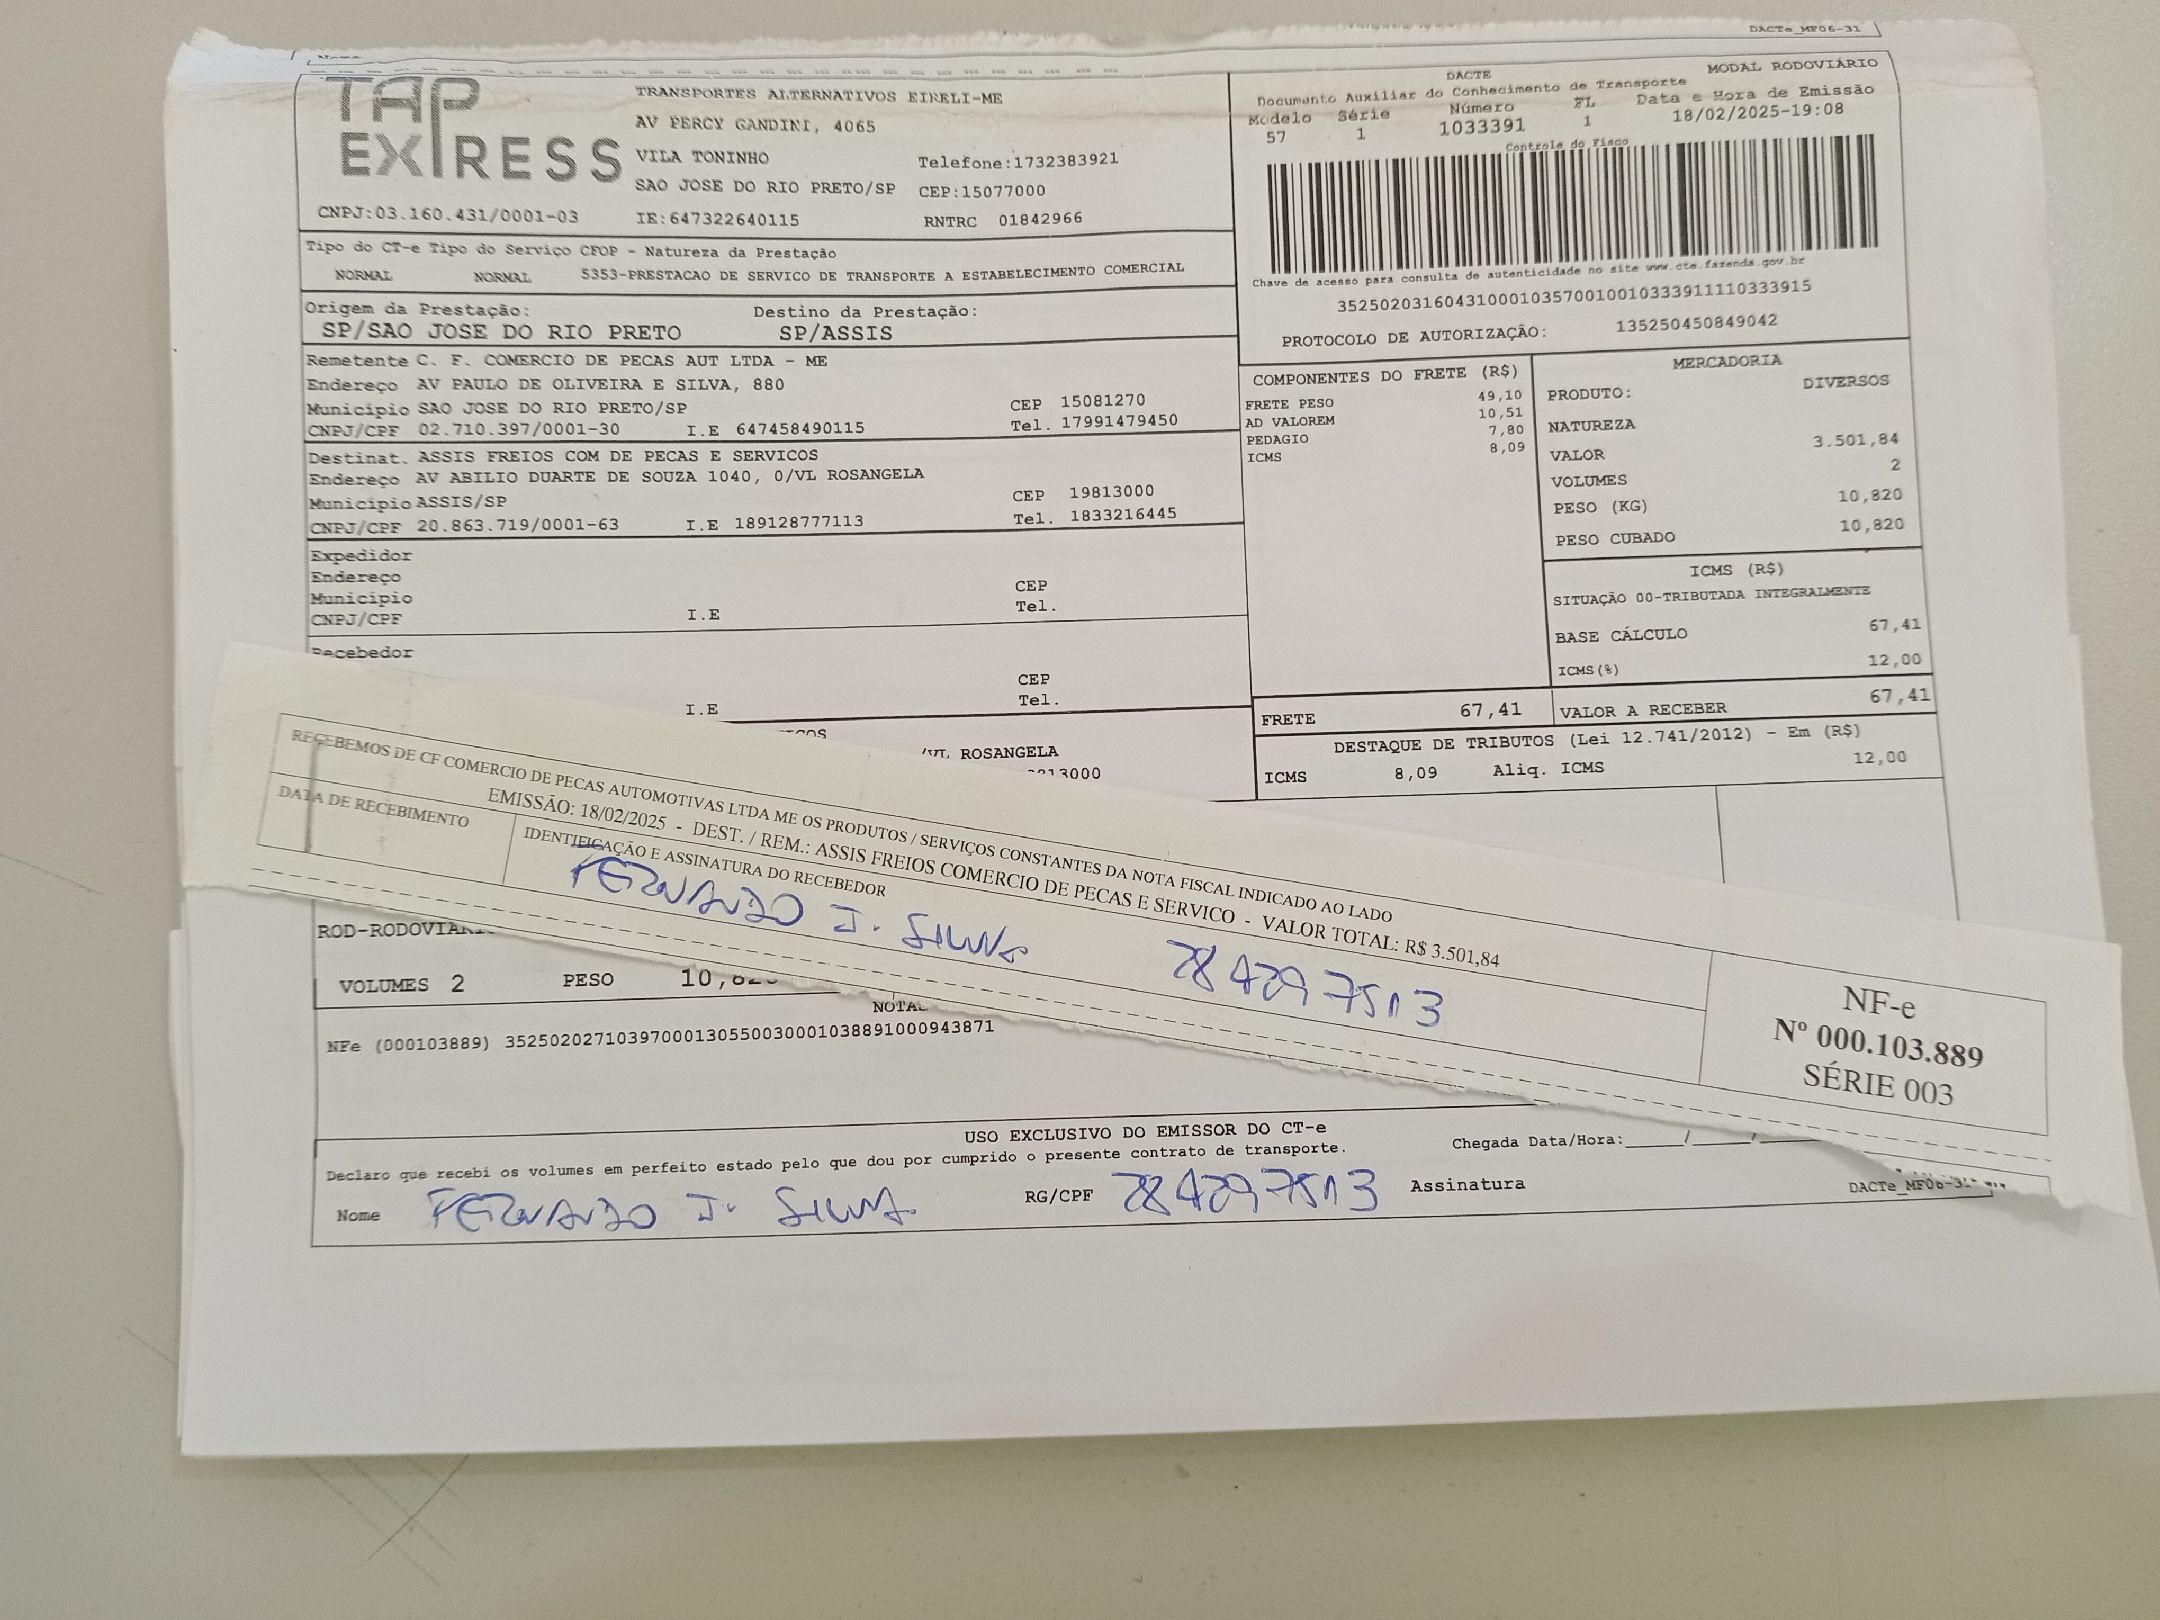 DACTe_MF06-31
TAP EXPRESS
TRANSPORTES ALTERNATIVOS EIRELI-ME
AV PERCY GANDINI, 4065
VILA TONINHO Telefone:1732383921
SAO JOSE DO RIO PRETO/SP CEP:15077000
CNPJ:03.160.431/0001-03 IE:647322640115 RNTRC 01842966
DACTE MODAL RODOVIÁRIO
Documento Auxiliar do Conhecimento de Transporte
Modelo Série Número FL Data e Hora de Emissão
57 1 1033391 1 18/02/2025-19:08
Controle do Fisco
Chave de acesso para consulta de autenticidade no site www.cte.fazenda.gov.br
35250203160431000103570010010333911110333915
PROTOCOLO DE AUTORIZAÇÃO: 135250450849042
Tipo do CT-e Tipo do Serviço CFOP - Natureza da Prestação
NORMAL NORMAL 5353-PRESTACAO DE SERVICO DE TRANSPORTE A ESTABELECIMENTO COMERCIAL
Origem da Prestação: Destino da Prestação:
SP/SAO JOSE DO RIO PRETO SP/ASSIS
Remetente C. F. COMERCIO DE PECAS AUT LTDA - ME
Endereço AV PAULO DE OLIVEIRA E SILVA, 880
Município SAO JOSE DO RIO PRETO/SP CEP 15081270
CNPJ/CPF 02.710.397/0001-30 I.E 647458490115 Tel. 17991479450
Destinat. ASSIS FREIOS COM DE PECAS E SERVICOS
Endereço AV ABILIO DUARTE DE SOUZA 1040, 0/VL ROSANGELA
Município ASSIS/SP CEP 19813000
CNPJ/CPF 20.863.719/0001-63 I.E 189128777113 Tel. 1833216445
Expedidor
Endereço
Município CEP
CNPJ/CPF I.E Tel.
Recebedor
CEP
I.E Tel.
COMPONENTES DO FRETE (R$)
FRETE PESO 49,10
AD VALOREM 10,51
PEDAGIO 7,80
ICMS 8,09
MERCADORIA
PRODUTO: DIVERSOS
NATUREZA
VALOR 3.501,84
VOLUMES 2
PESO (KG) 10,820
PESO CUBADO 10,820
ICMS (R$)
SITUAÇÃO 00-TRIBUTADA INTEGRALMENTE
BASE CÁLCULO 67,41
ICMS(%) 12,00
FRETE 67,41 VALOR A RECEBER 67,41
DESTAQUE DE TRIBUTOS (Lei 12.741/2012) - Em (R$)
ICMS 8,09 Aliq. ICMS 12,00
ROSANGELA
RECEBEMOS DE CF COMERCIO DE PECAS AUTOMOTIVAS LTDA ME OS PRODUTOS / SERVIÇOS CONSTANTES DA NOTA FISCAL INDICADO AO LADO
EMISSÃO: 18/02/2025 - DEST. / REM.: ASSIS FREIOS COMERCIO DE PECAS E SERVICO - VALOR TOTAL: R$ 3.501,84
DATA DE RECEBIMENTO IDENTIFICAÇÃO E ASSINATURA DO RECEBEDOR
FERNANDO J. SILVA 284297513
NF-e
Nº 000.103.889
SÉRIE 003
VOLUMES 2 PESO
NFe (000103889) 35250202710397000130550030001038891000943871
USO EXCLUSIVO DO EMISSOR DO CT-e
Declaro que recebi os volumes em perfeito estado pelo que dou por cumprido o presente contrato de transporte.
Chegada Data/Hora:_____/_____/
Nome FERNANDO J. SILVA RG/CPF 284297513 Assinatura
DACTe_MF06-31